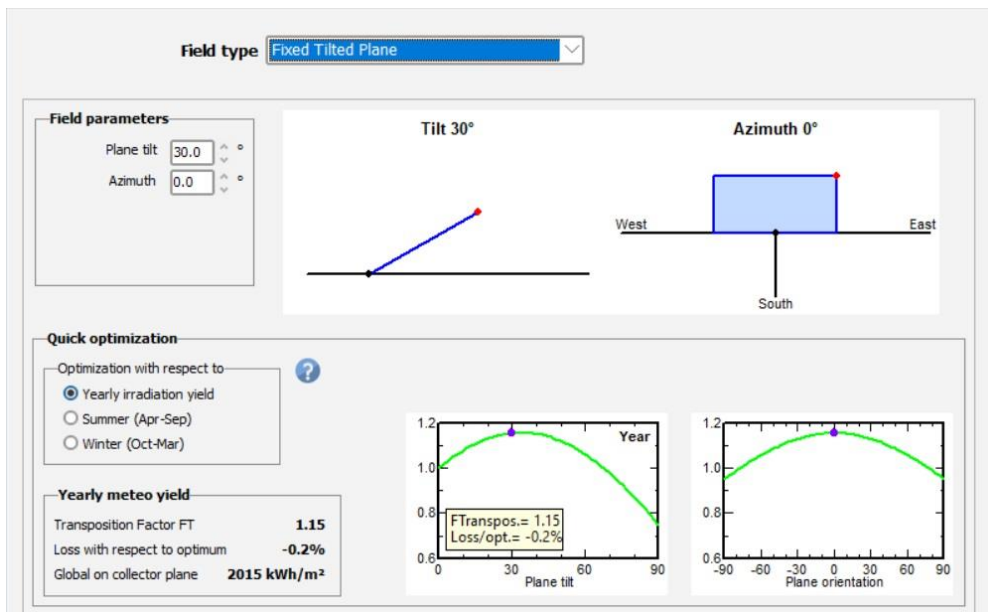 Field type Fixed Tilted Plane
Field parameters
Plane tilt 30.0 °
Azimuth 0.0 °
Tilt 30°
Azimuth 0°
West
East
South
Quick optimization
Optimization with respect to
Yearly irradiation yield
Summer (Apr-Sep)
Winter (Oct-Mar)
?
Yearly meteo yield
Transposition Factor FT 1.15
Loss with respect to optimum -0.2%
Global on collector plane 2015 kWh/m²
1.2
1.0
0.8
0.6
Year
FTranspos.= 1.15
Loss/opt.= -0.2%
0 30 60 90
Plane tilt
1.2
1.0
0.8
0.6
-90 -60 -30 0 30 60 90
Plane orientation